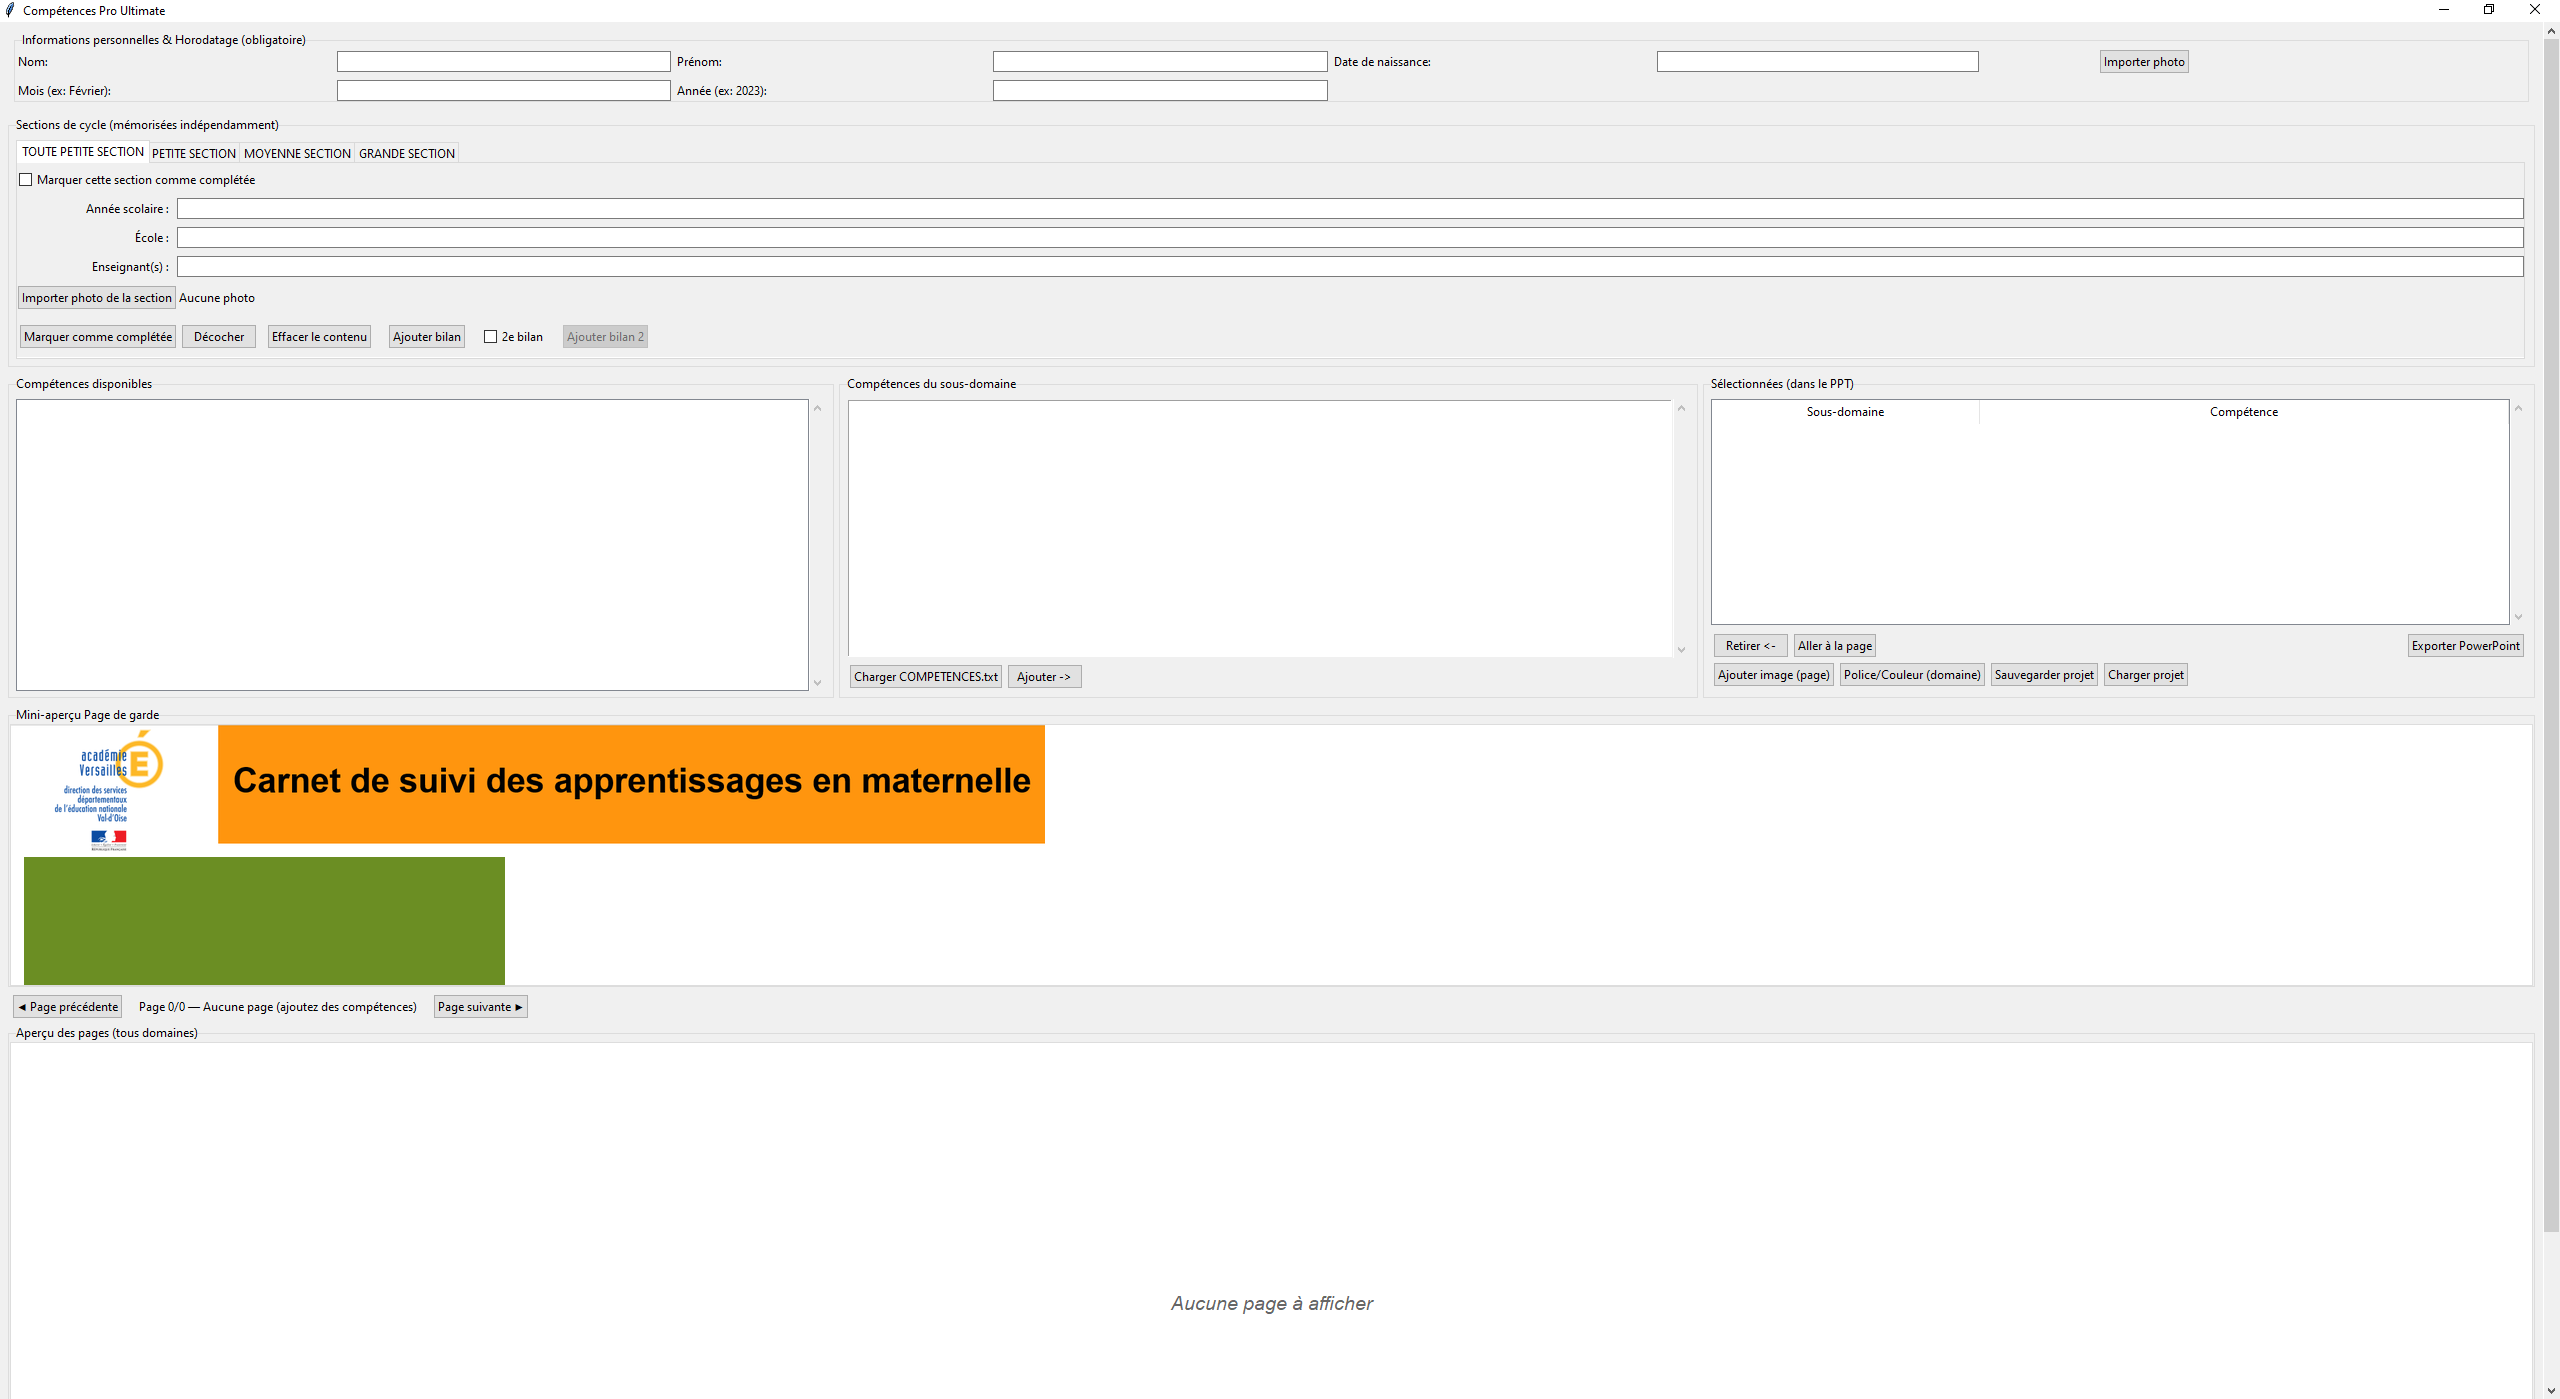 Compétences Pro Ultimate
Informations personnelles & Horodatage (obligatoire)
Nom: Prénom: Date de naissance: Importer photo
Mois (ex: Février): Année (ex: 2023):
Sections de cycle (mémorisées indépendamment)
TOUTE PETITE SECTION PETITE SECTION MOYENNE SECTION GRANDE SECTION
Marquer cette section comme complétée
Année scolaire :
École :
Enseignant(s) :
Importer photo de la section Aucune photo
Marquer comme complétée Décocher Effacer le contenu Ajouter bilan 2e bilan Ajouter bilan 2
Compétences disponibles Compétences du sous-domaine Sélectionnées (dans le PPT)
Sous-domaine Compétence
Retirer <- Aller à la page Exporter PowerPoint
Charger COMPETENCES.txt Ajouter -> Ajouter image (page) Police/Couleur (domaine) Sauvegarder projet Charger projet
Mini-aperçu Page de garde
académie
Versailles
É
direction des services
départementaux
de l'éducation nationale
Val-d'Oise
Carnet de suivi des apprentissages en maternelle
◄ Page précédente Page 0/0 — Aucune page (ajoutez des compétences) Page suivante ►
Aperçu des pages (tous domaines)
Aucune page à afficher